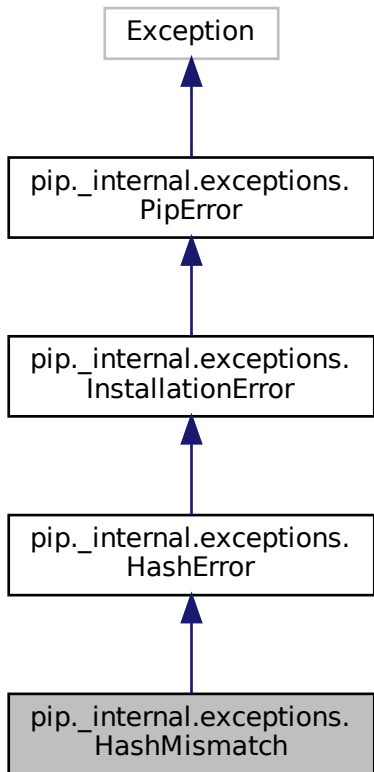 Exception
pip._internal.exceptions.
PipError
pip._internal.exceptions.
InstallationError
pip._internal.exceptions.
HashError
pip._internal.exceptions.
HashMismatch